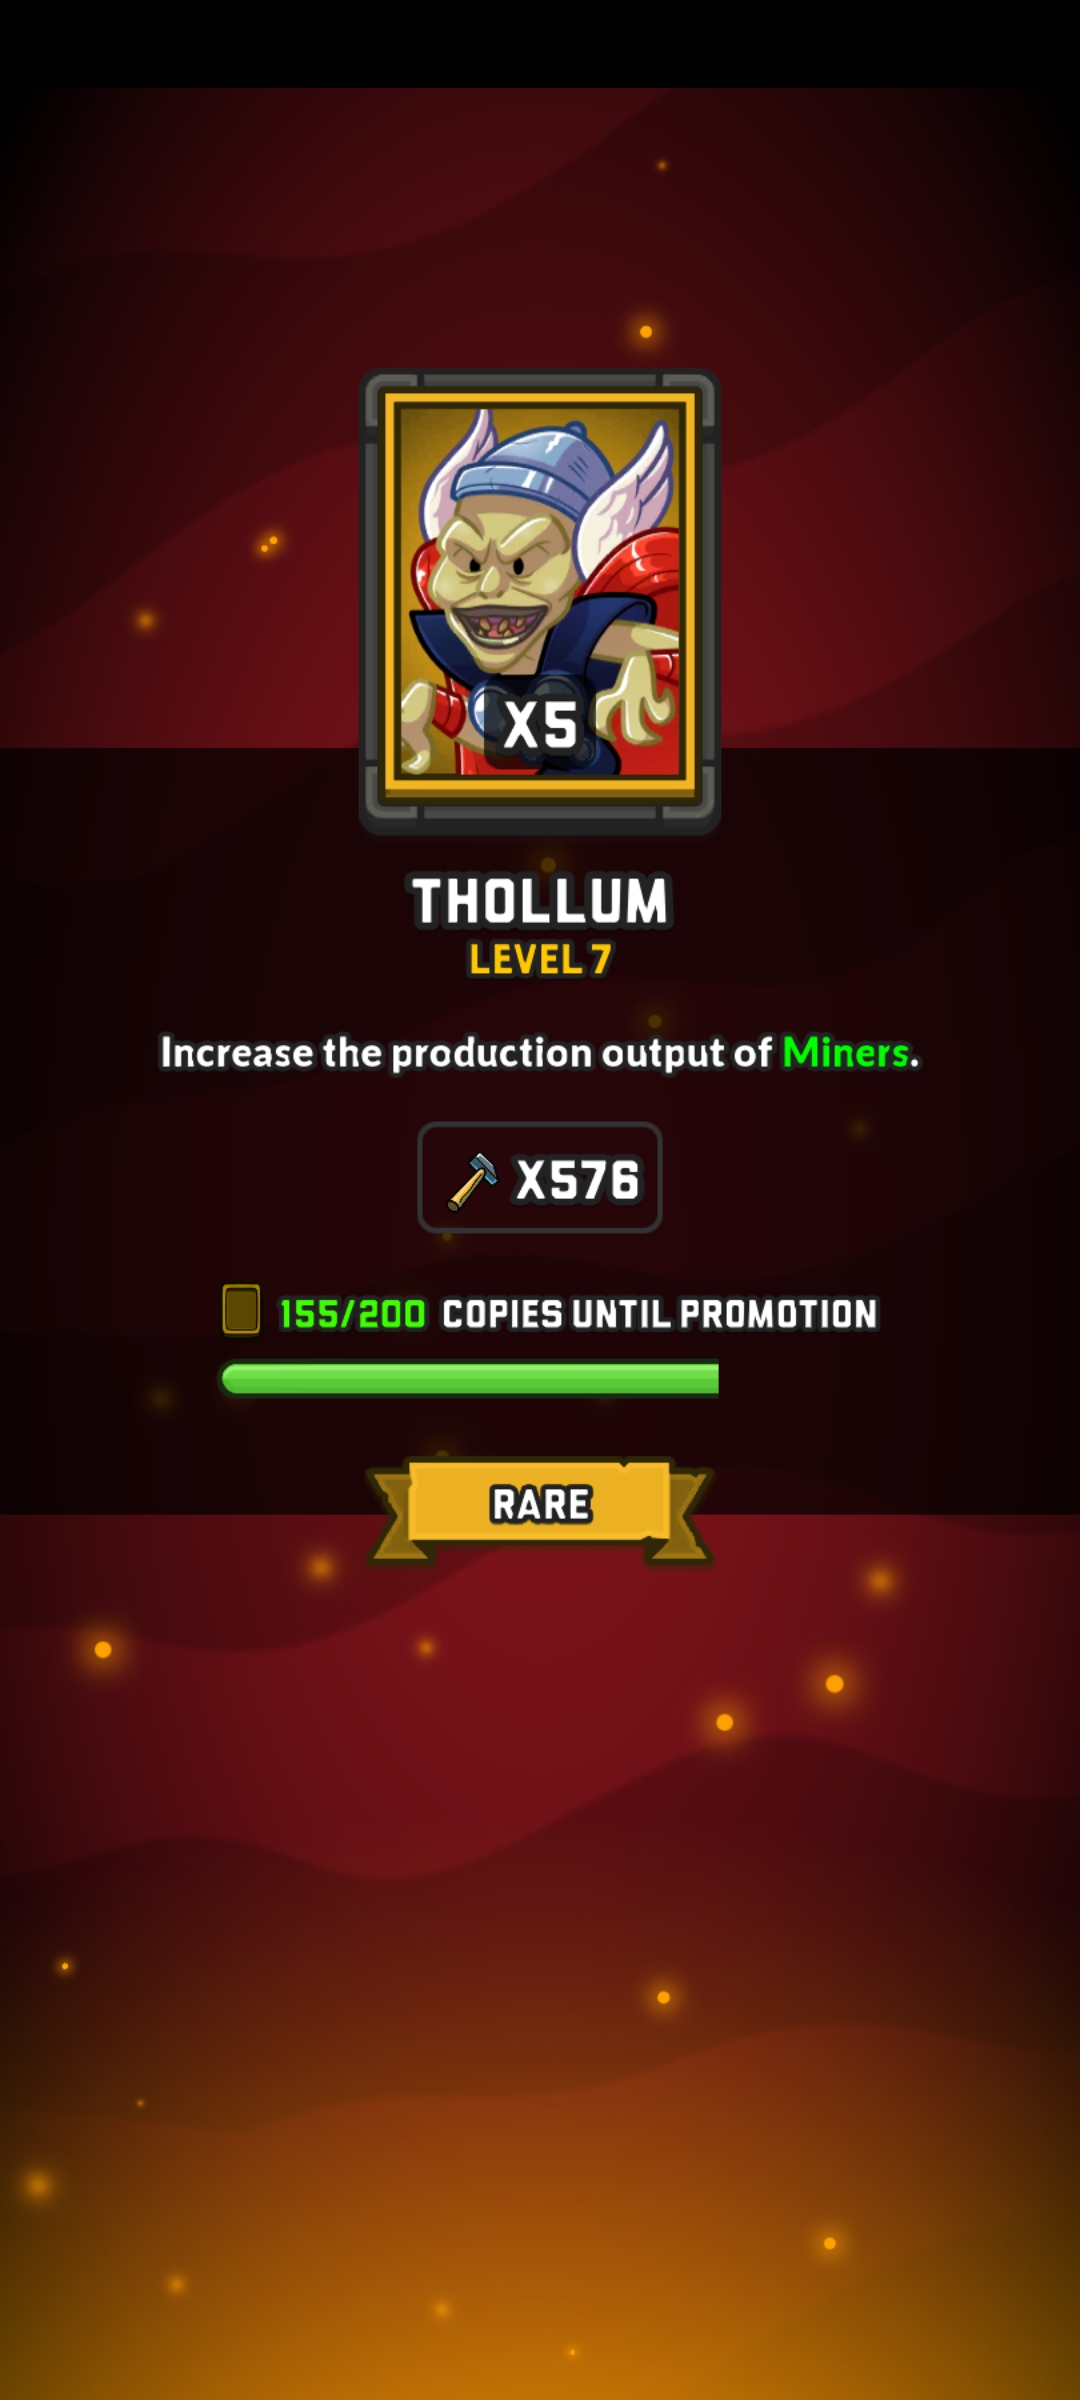 X5
THOLLUM
LEVEL 7
Increase the production output of Miners.
X576
155/200 COPIES UNTIL PROMOTION
RARE